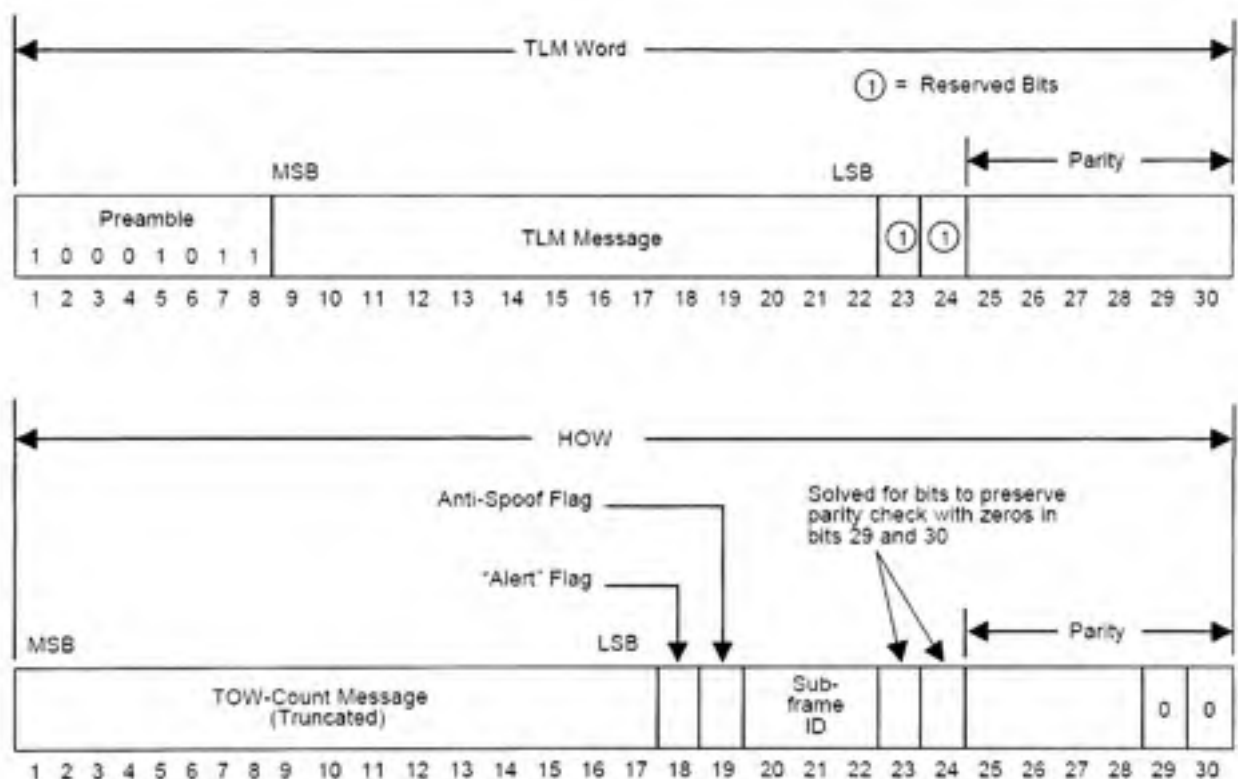 TLM Word
① = Reserved Bits
MSB LSB Parity
Preamble
1 0 0 0 1 0 1 1
TLM Message ① ①
1 2 3 4 5 6 7 8 9 10 11 12 13 14 15 16 17 18 19 20 21 22 23 24 25 26 27 28 29 30
HOW
Anti-Spoof Flag
Solved for bits to preserve
parity check with zeros in
bits 29 and 30
"Alert" Flag
MSB LSB Parity
TOW-Count Message
(Truncated)
Sub-
frame
ID
0 0
1 2 3 4 5 6 7 8 9 10 11 12 13 14 15 16 17 18 19 20 21 22 23 24 25 26 27 28 29 30